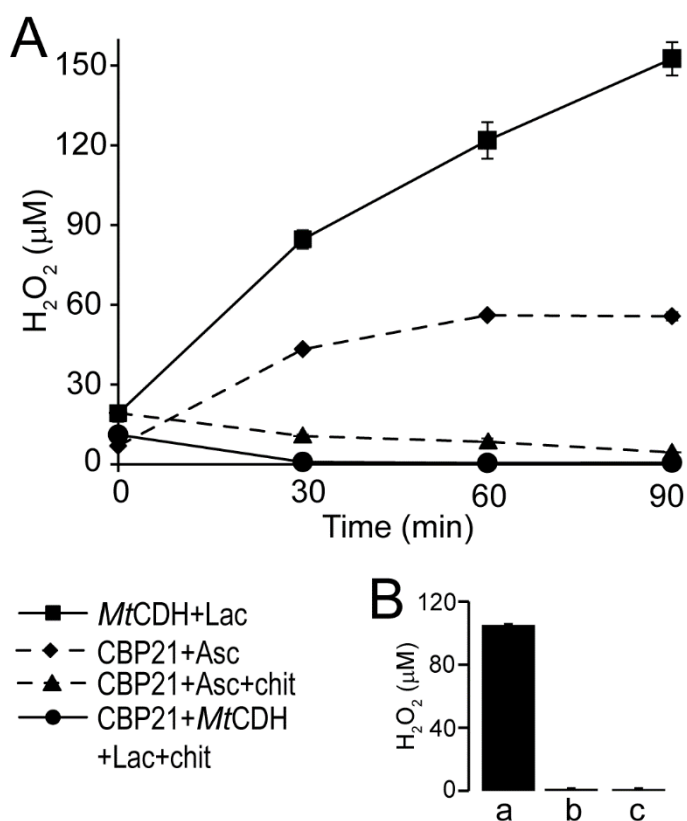 A
H₂O₂ (µM)
150
120
90
60
30
0
0 30 60 90
Time (min)
MtCDH+Lac
CBP21+Asc
CBP21+Asc+chit
CBP21+MtCDH
+Lac+chit
B
H₂O₂ (µM)
120
80
40
0
a b c